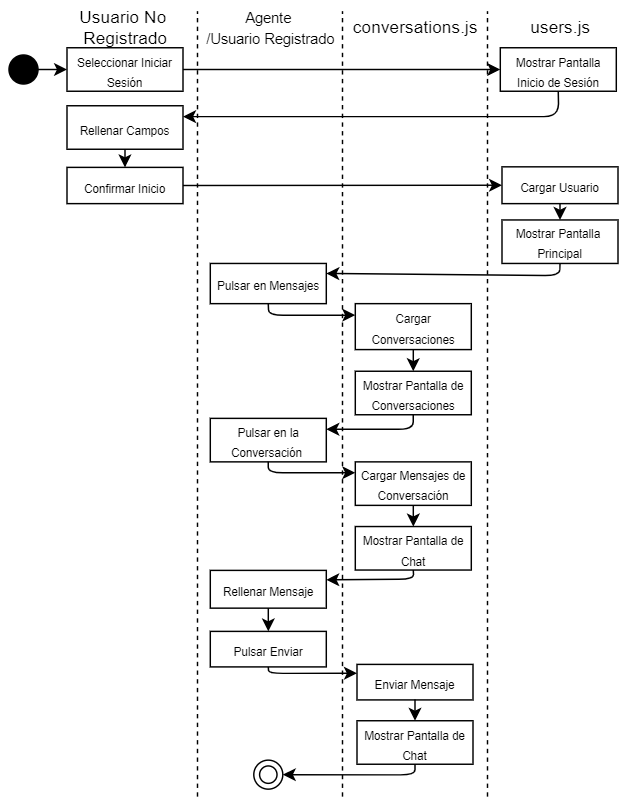 Usuario No
Registrado
Agente
/Usuario Registrado
conversations.js
users.js
Seleccionar Iniciar
Sesión
Mostrar Pantalla
Inicio de Sesión
Rellenar Campos
Confirmar Inicio
Cargar Usuario
Mostrar Pantalla
Principal
Pulsar en Mensajes
Cargar
Conversaciones
Mostrar Pantalla de
Conversaciones
Pulsar en la
Conversación
Cargar Mensajes de
Conversación
Mostrar Pantalla de
Chat
Rellenar Mensaje
Pulsar Enviar
Enviar Mensaje
Mostrar Pantalla de
Chat